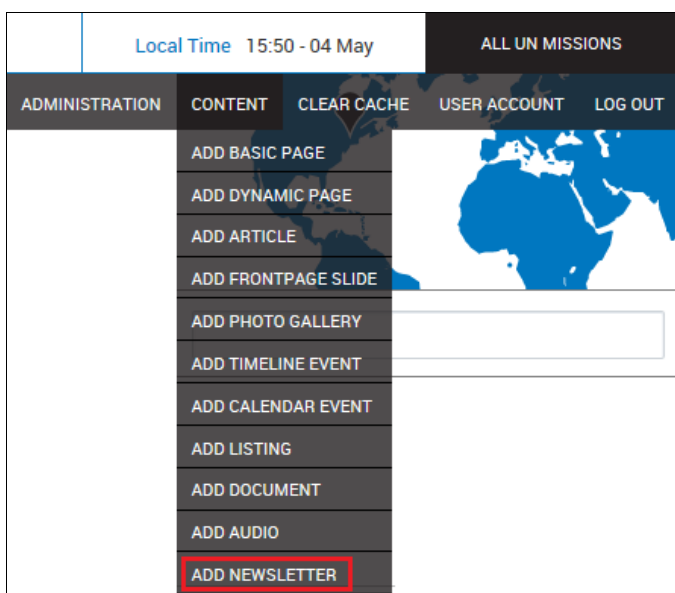 Local Time 15:50 - 04 May ALL UN MISSIONS
ADMINISTRATION CONTENT CLEAR CACHE USER ACCOUNT LOG OUT
ADD BASIC PAGE
ADD DYNAMIC PAGE
ADD ARTICLE
ADD FRONTPAGE SLIDE
ADD PHOTO GALLERY
ADD TIMELINE EVENT
ADD CALENDAR EVENT
ADD LISTING
ADD DOCUMENT
ADD AUDIO
ADD NEWSLETTER